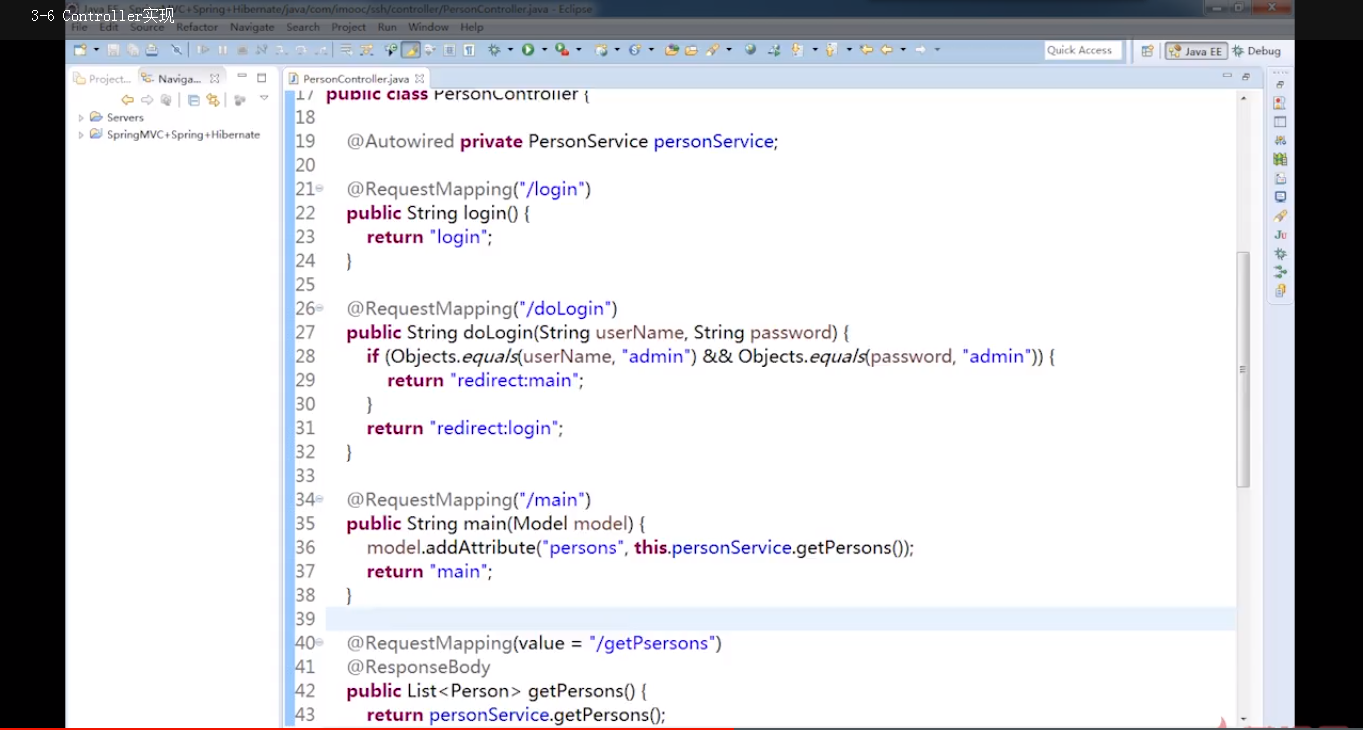 3-6 Controller实现
Java EE - SpringMVC+Spring+Hibernate/java/com/imooc/ssh/controller/PersonController.java - Eclipse
File Edit Source Refactor Navigate Search Project Run Window Help
Quick Access Java EE Debug
Project... Naviga... PersonController.java
Servers
SpringMVC+Spring+Hibernate
17 public class PersonController {
18
19 @Autowired private PersonService personService;
20
21 @RequestMapping("/login")
22 public String login() {
23 return "login";
24 }
25
26 @RequestMapping("/doLogin")
27 public String doLogin(String userName, String password) {
28 if (Objects.equals(userName, "admin") && Objects.equals(password, "admin")) {
29 return "redirect:main";
30 }
31 return "redirect:login";
32 }
33
34 @RequestMapping("/main")
35 public String main(Model model) {
36 model.addAttribute("persons", this.personService.getPersons());
37 return "main";
38 }
39
40 @RequestMapping(value = "/getPsersons")
41 @ResponseBody
42 public List<Person> getPersons() {
43 return personService.getPersons();